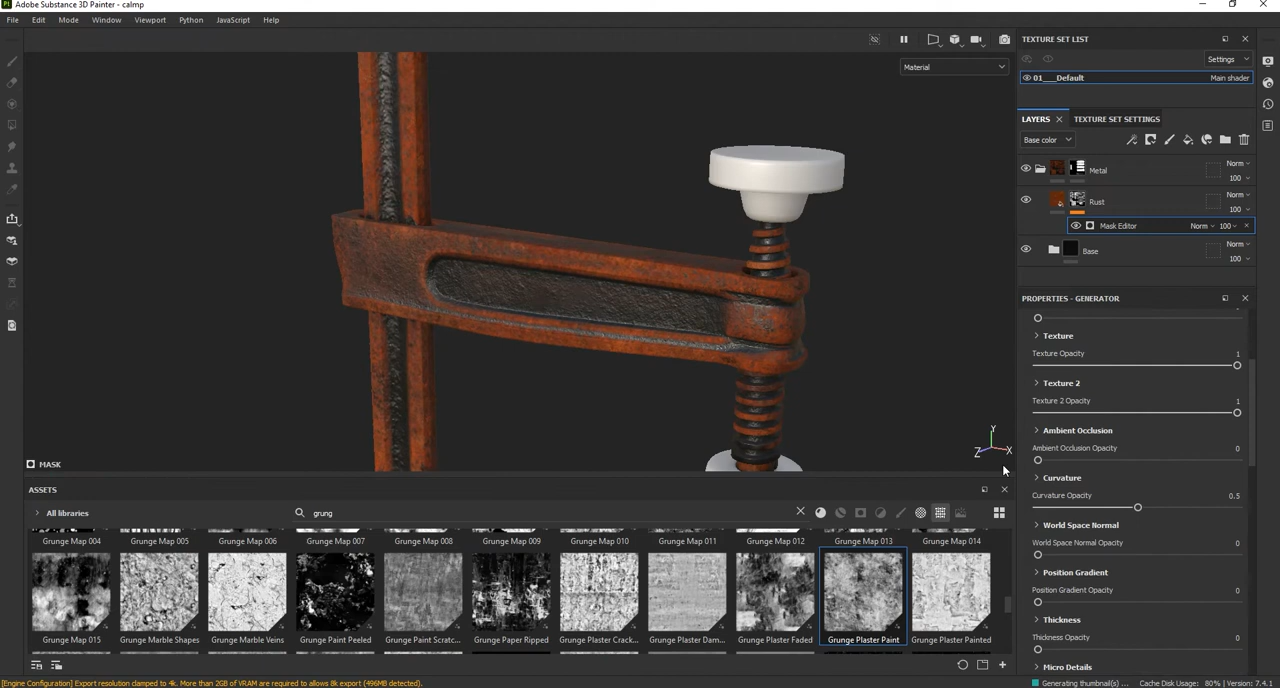 Pt Adobe Substance 3D Painter - calmp
File Edit Mode Window Viewport Python JavaScript Help
Material
TEXTURE SET LIST
Settings
01___Default Main shader
LAYERS TEXTURE SET SETTINGS
Base color
Metal Norm 100
Rust Norm 100
Mask Editor Norm 100
Base Norm 100
PROPERTIES - GENERATOR
Texture
Texture Opacity 1
Texture 2
Texture 2 Opacity 1
Ambient Occlusion
Ambient Occlusion Opacity 0
Curvature
Curvature Opacity 0.5
World Space Normal
World Space Normal Opacity 0
Position Gradient
Position Gradient Opacity 0
Thickness
Thickness Opacity 0
Micro Details
Y
Z X
MASK
ASSETS
All libraries grung
Grunge Map 004 Grunge Map 005 Grunge Map 006 Grunge Map 007 Grunge Map 008 Grunge Map 009 Grunge Map 010 Grunge Map 011 Grunge Map 012 Grunge Map 013 Grunge Map 014
Grunge Map 015 Grunge Marble Shapes Grunge Marble Veins Grunge Paint Peeled Grunge Paint Scratc... Grunge Paper Ripped Grunge Plaster Crack... Grunge Plaster Dam... Grunge Plaster Faded Grunge Plaster Paint Grunge Plaster Painted
[Engine Configuration] Export resolution clamped to 4k. More than 2GB of VRAM are required to allows 8k export (496MB detected).
Generating thumbnail(s) ... Cache Disk Usage: 80% | Version: 7.4.1